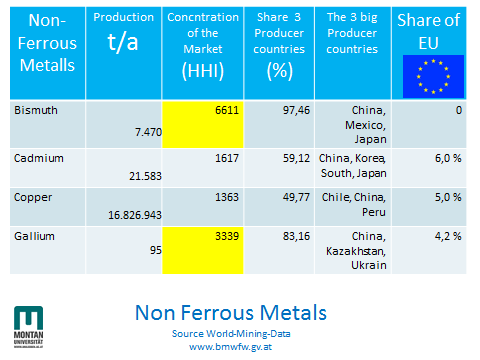 Non-
Ferrous
Metalls
Production
t/a
Concntration
of the
Market
(HHI)
Share 3
Producer
countries
(%)
The 3 big
Producer
countries
Share of
EU
Bismuth
7.470
6611
97,46
China,
Mexico,
Japan
0
Cadmium
21.583
1617
59,12
China, Korea,
South, Japan
6,0 %
Copper
16.826.943
1363
49,77
Chile, China,
Peru
5,0 %
Gallium
95
3339
83,16
China,
Kazakhstan,
Ukrain
4,2 %
MONTAN
UNIVERSITÄT
Non Ferrous Metals
Source World-Mining-Data
www.bmwfw.gv.at